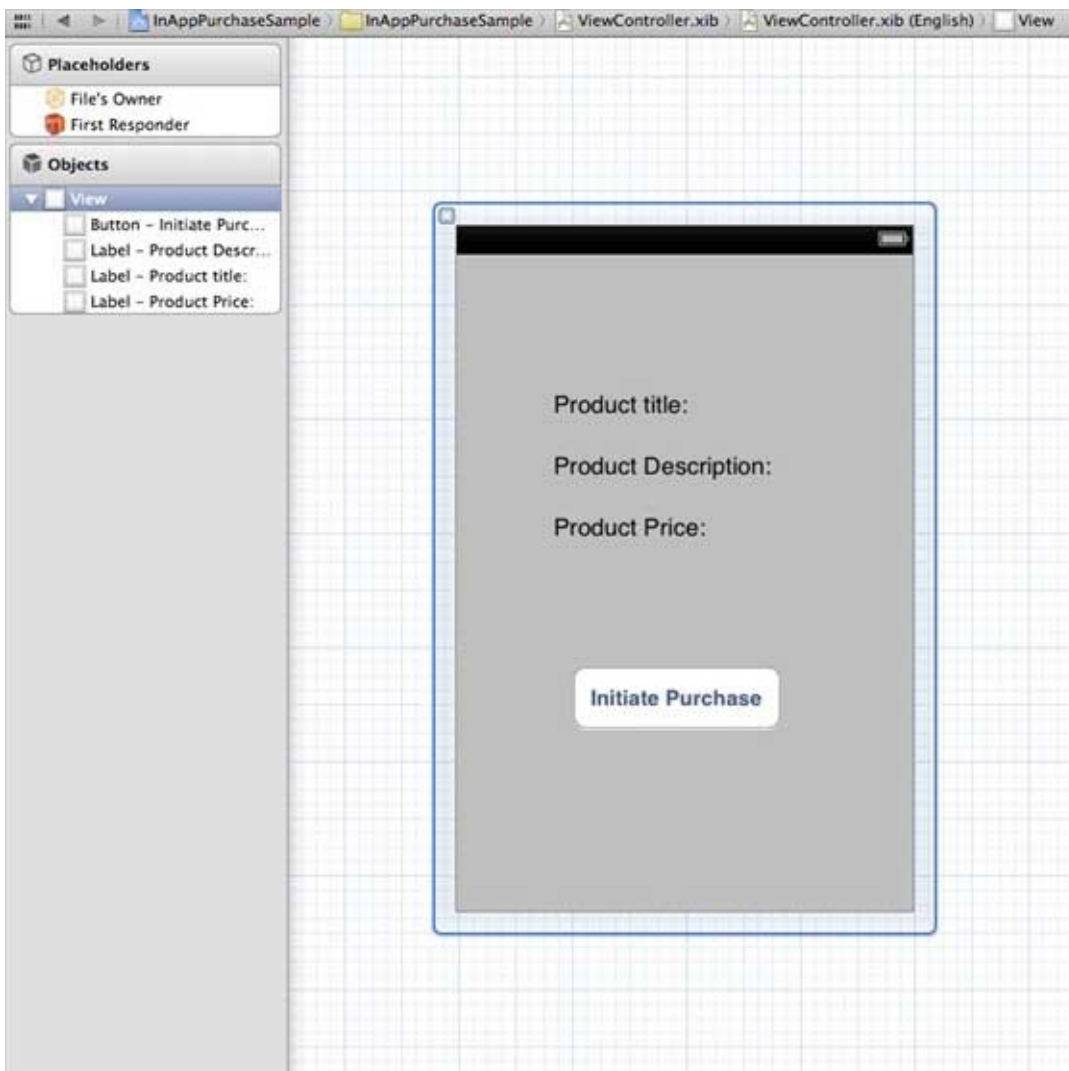 InAppPurchaseSample InAppPurchaseSample ViewController.xib ViewController.xib (English) View
Placeholders
File's Owner
First Responder
Objects
View
Button - Initiate Purc...
Label - Product Descr...
Label - Product title:
Label - Product Price:
Product title:
Product Description:
Product Price:
Initiate Purchase